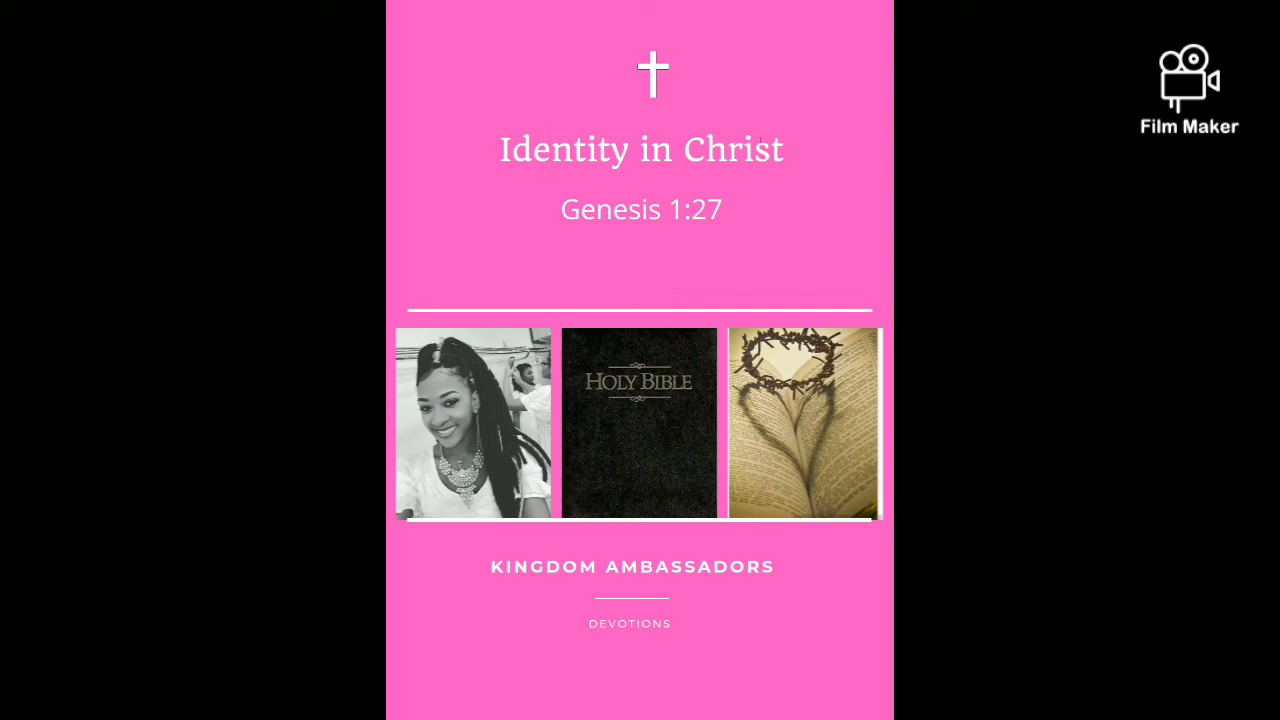 Identity in Christ
Genesis 1:27
HOLY BIBLE
KINGDOM AMBASSADORS
DEVOTIONS
Film Maker